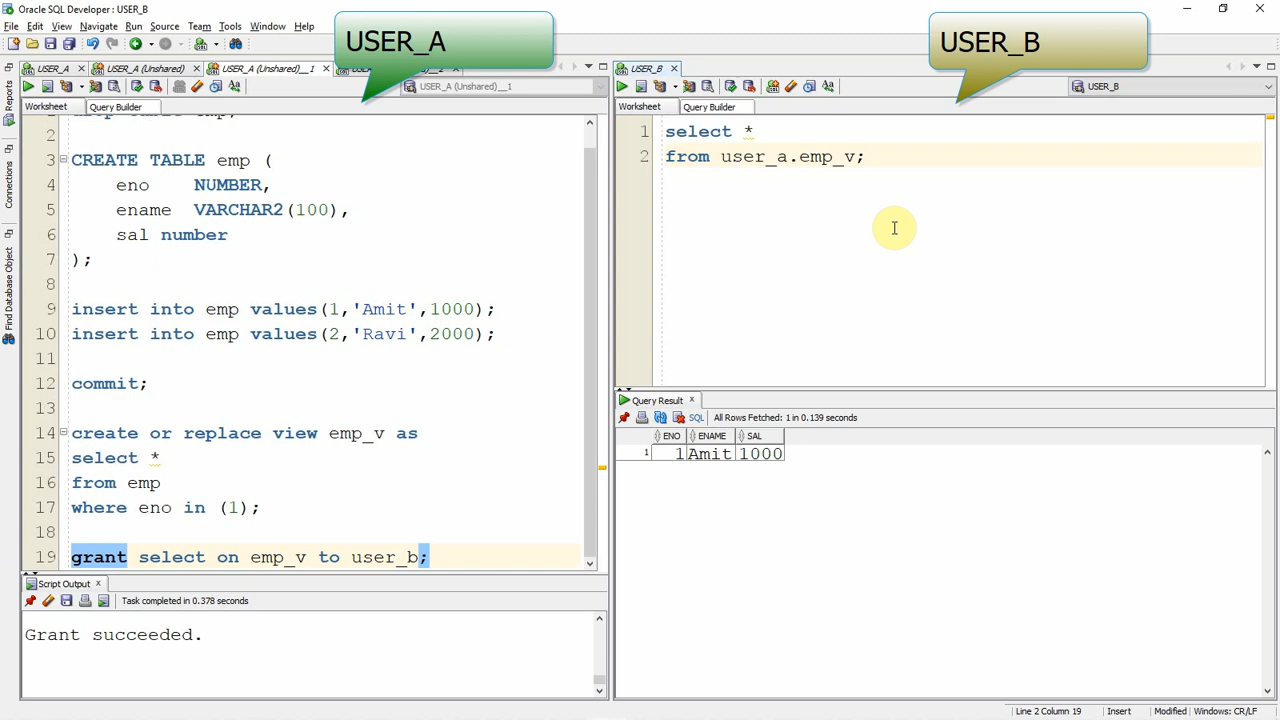 Oracle SQL Developer : USER_B
File Edit View Navigate Run Source Team Tools Window Help
USER_A
USER_B
USER_A
USER_A (Unshared)
USER_A (Unshared)__1
USER_B
USER_A (Unshared)__1
USER_B
Worksheet Query Builder
Worksheet Query Builder
Reports
Connections
Find Database Object
2
3 CREATE TABLE emp (
4 eno NUMBER,
5 ename VARCHAR2(100),
6 sal number
7 );
8
9 insert into emp values(1,'Amit',1000);
10 insert into emp values(2,'Ravi',2000);
11
12 commit;
13
14 create or replace view emp_v as
15 select *
16 from emp
17 where eno in (1);
18
19 grant select on emp_v to user_b;
Script Output
Task completed in 0.378 seconds
Grant succeeded.
1 select *
2 from user_a.emp_v;
Query Result
SQL All Rows Fetched: 1 in 0.139 seconds
ENO ENAME SAL
1 1 Amit 1000
Line 2 Column 19 Insert Modified Windows: CR/LF